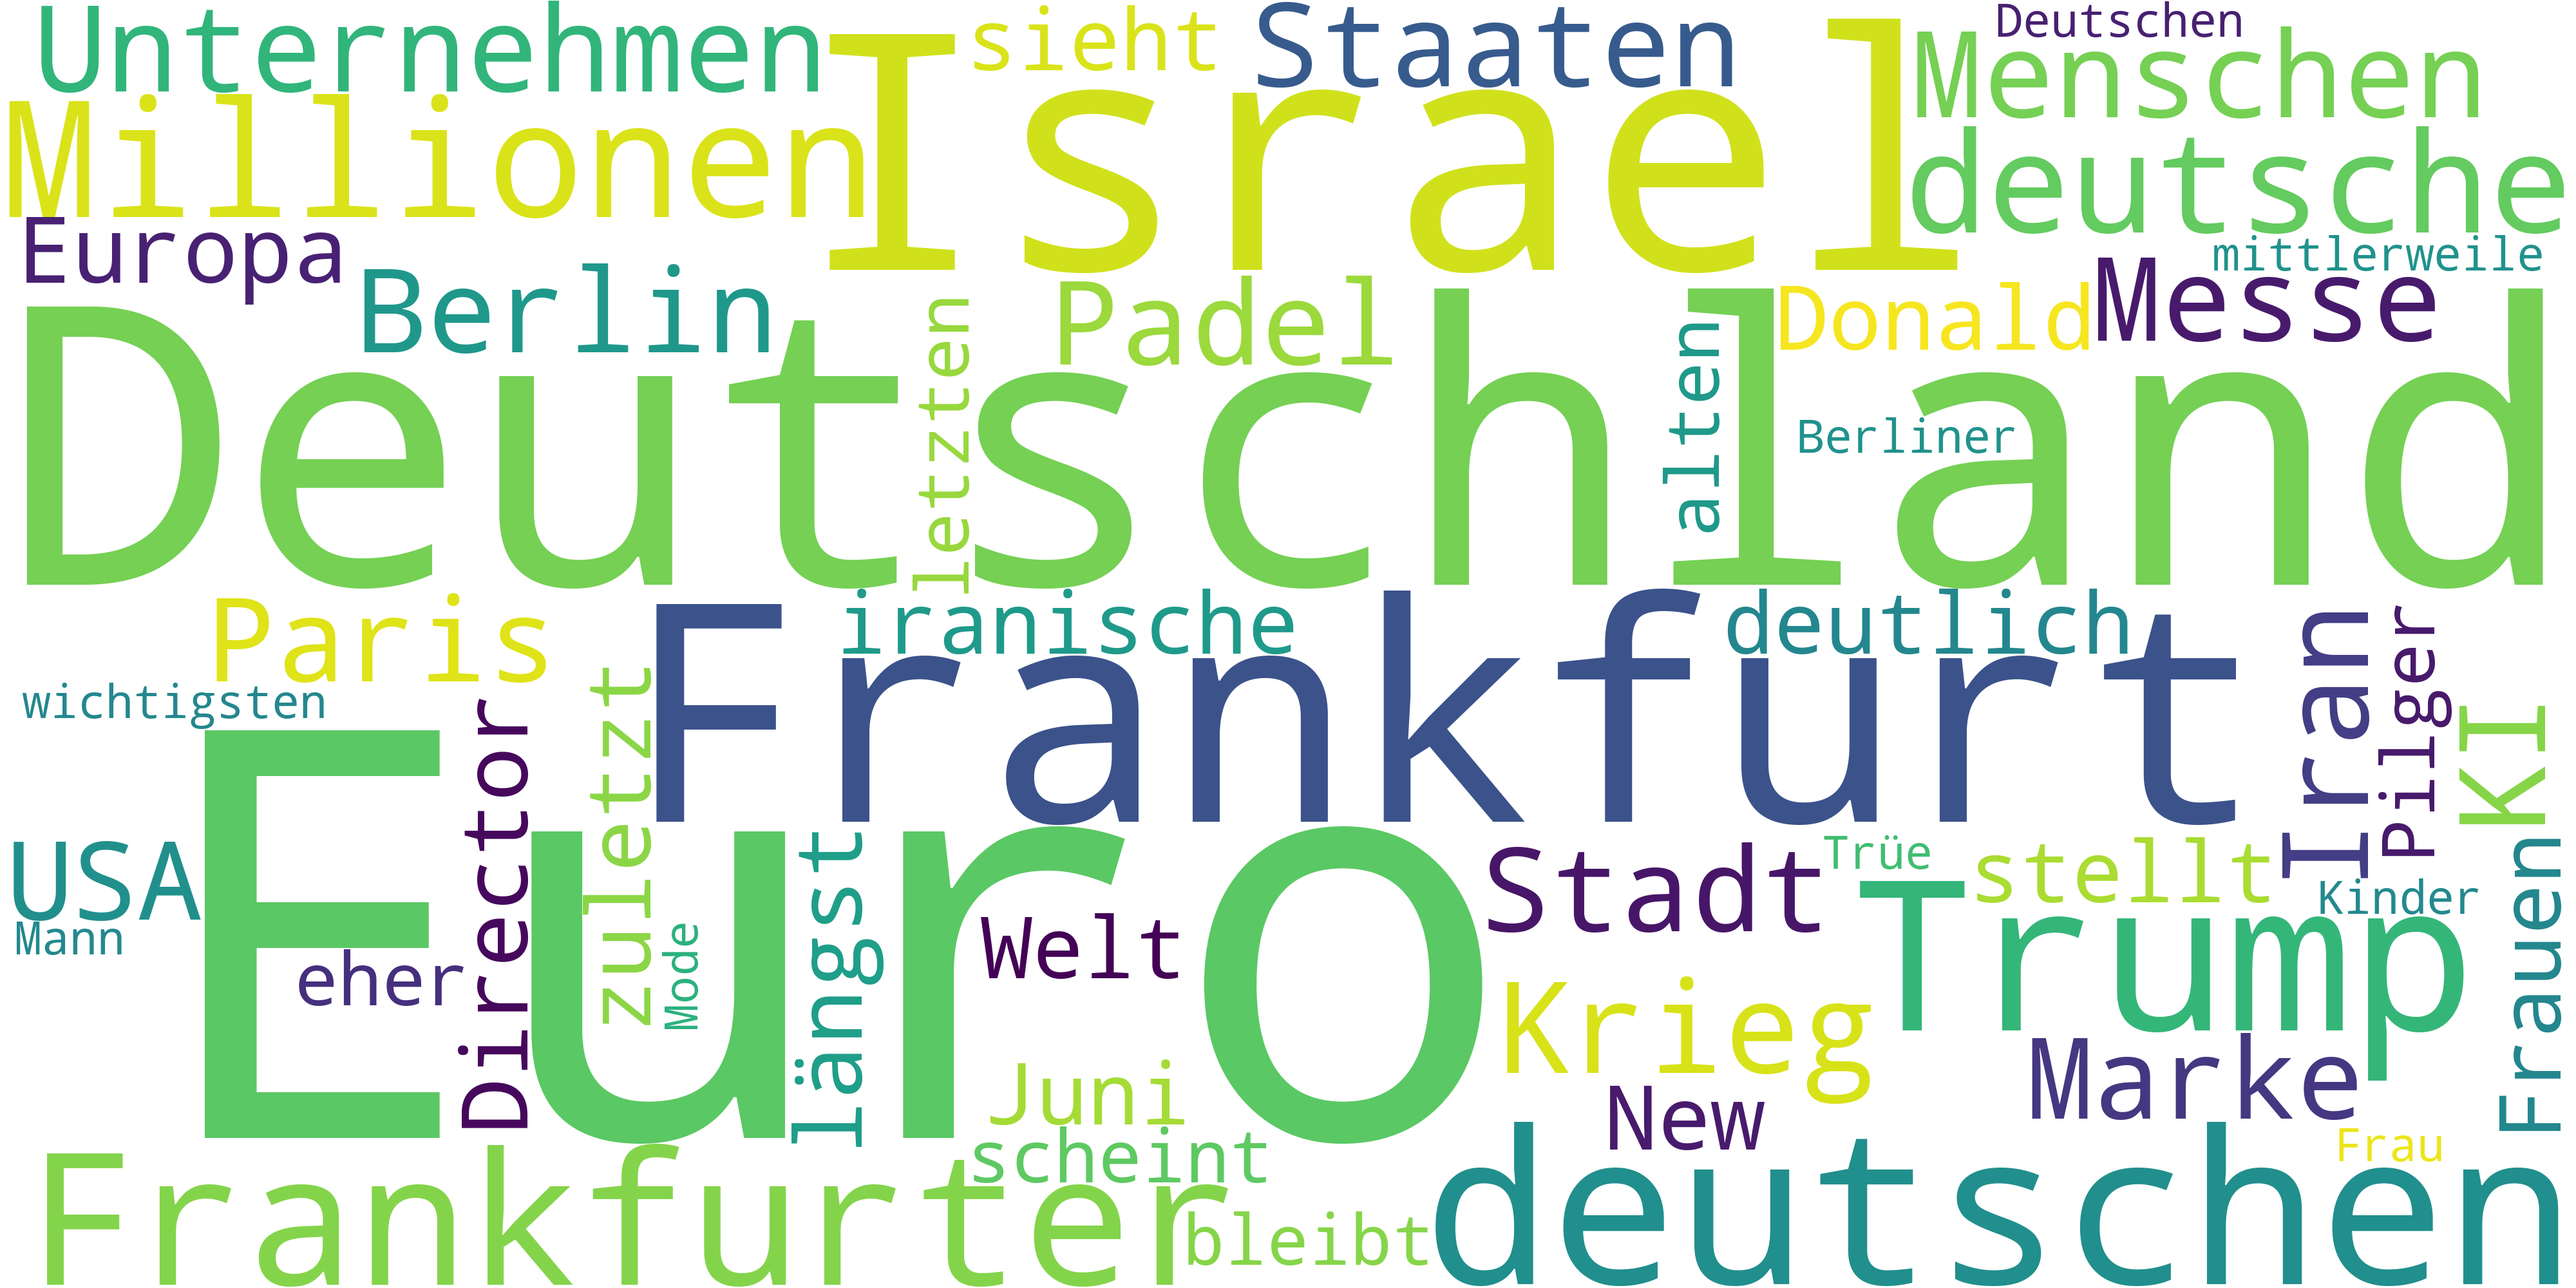 Unternehmen
sieht
Staaten
Deutschen
Menschen
Millionen
Israel
deutsche
Europa
Berlin
Padel
Donald
Messe
mittlerweile
letzten
alten
Berliner
Deutschland
Paris
iranische
deutlich
Iran
Pilger
KI
wichtigsten
Frankfurt
Director
zuletzt
längst
USA
Mann
eher
Mode
Euro
Welt
Stadt
Trüe
stellt
Kinder
Trump
Frauen
Krieg
Juni
New
Marke
Frau
scheint
Frankfurter
bleibt
deutschen